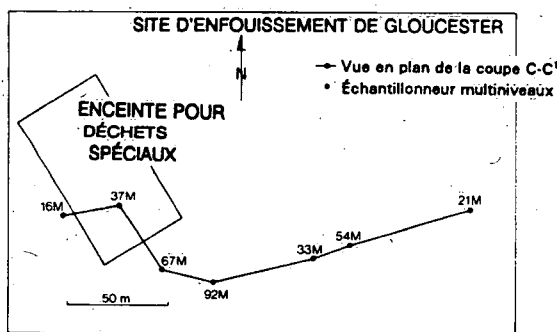 SITE D'ENFOUISSEMENT DE GLOUCESTER
N
Vue en plan de la coupe C-C'
Échantillonneur multiniveaux
ENCEINTE POUR
DÉCHETS
SPÉCIAUX
16M
37M
21M
54M
33M
67M
92M
50 m